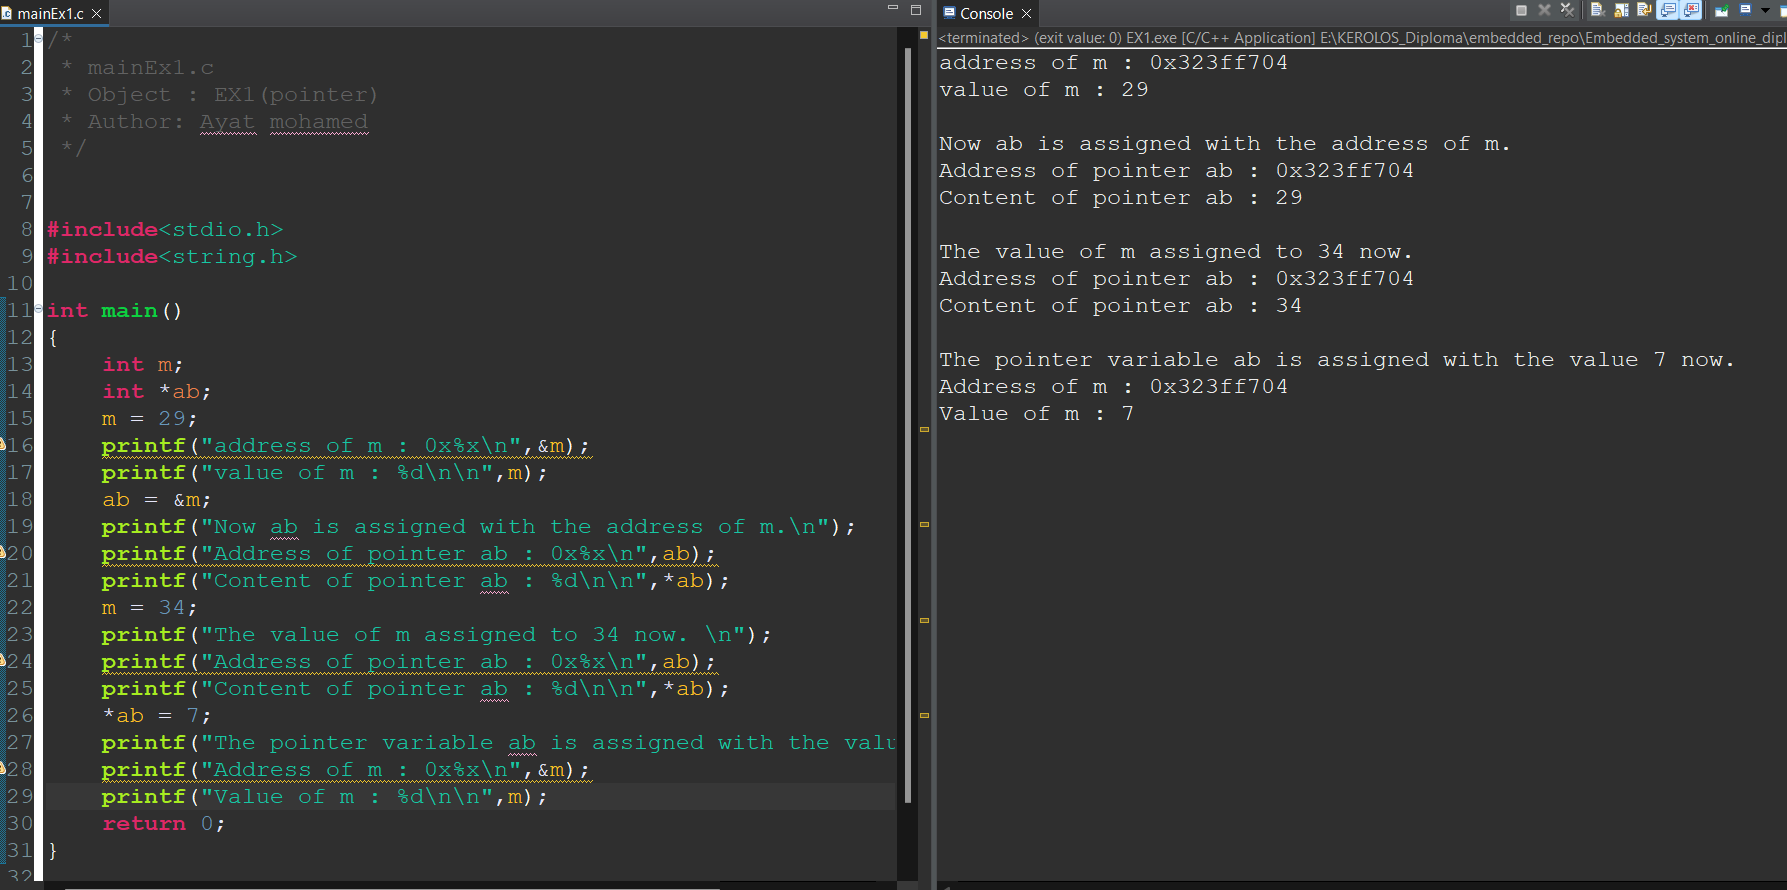 mainEx1.c
1 /*
2  * mainEx1.c
3  * Object : EX1(pointer)
4  * Author: Ayat mohamed
5  */
6
7
8 #include<stdio.h>
9 #include<string.h>
10
11 int main()
12 {
13     int m;
14     int *ab;
15     m = 29;
16     printf("address of m : 0x%x\n",&m);
17     printf("value of m : %d\n\n",m);
18     ab = &m;
19     printf("Now ab is assigned with the address of m.\n");
20     printf("Address of pointer ab : 0x%x\n",ab);
21     printf("Content of pointer ab : %d\n\n",*ab);
22     m = 34;
23     printf("The value of m assigned to 34 now. \n");
24     printf("Address of pointer ab : 0x%x\n",ab);
25     printf("Content of pointer ab : %d\n\n",*ab);
26     *ab = 7;
27     printf("The pointer variable ab is assigned with the valu
28     printf("Address of m : 0x%x\n",&m);
29     printf("Value of m : %d\n\n",m);
30     return 0;
31 }
32
Console
<terminated> (exit value: 0) EX1.exe [C/C++ Application] E:\KEROLOS_Diploma\embedded_repo\Embedded_system_online_dipl
address of m : 0x323ff704
value of m : 29
Now ab is assigned with the address of m.
Address of pointer ab : 0x323ff704
Content of pointer ab : 29
The value of m assigned to 34 now.
Address of pointer ab : 0x323ff704
Content of pointer ab : 34
The pointer variable ab is assigned with the value 7 now.
Address of m : 0x323ff704
Value of m : 7